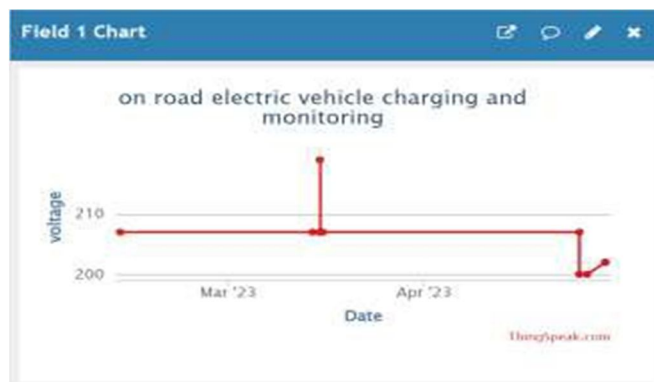 Field 1 Chart
on road electric vehicle charging and
monitoring
voltage
210
200
Mar '23
Apr '23
Date
ThingSpeak.com